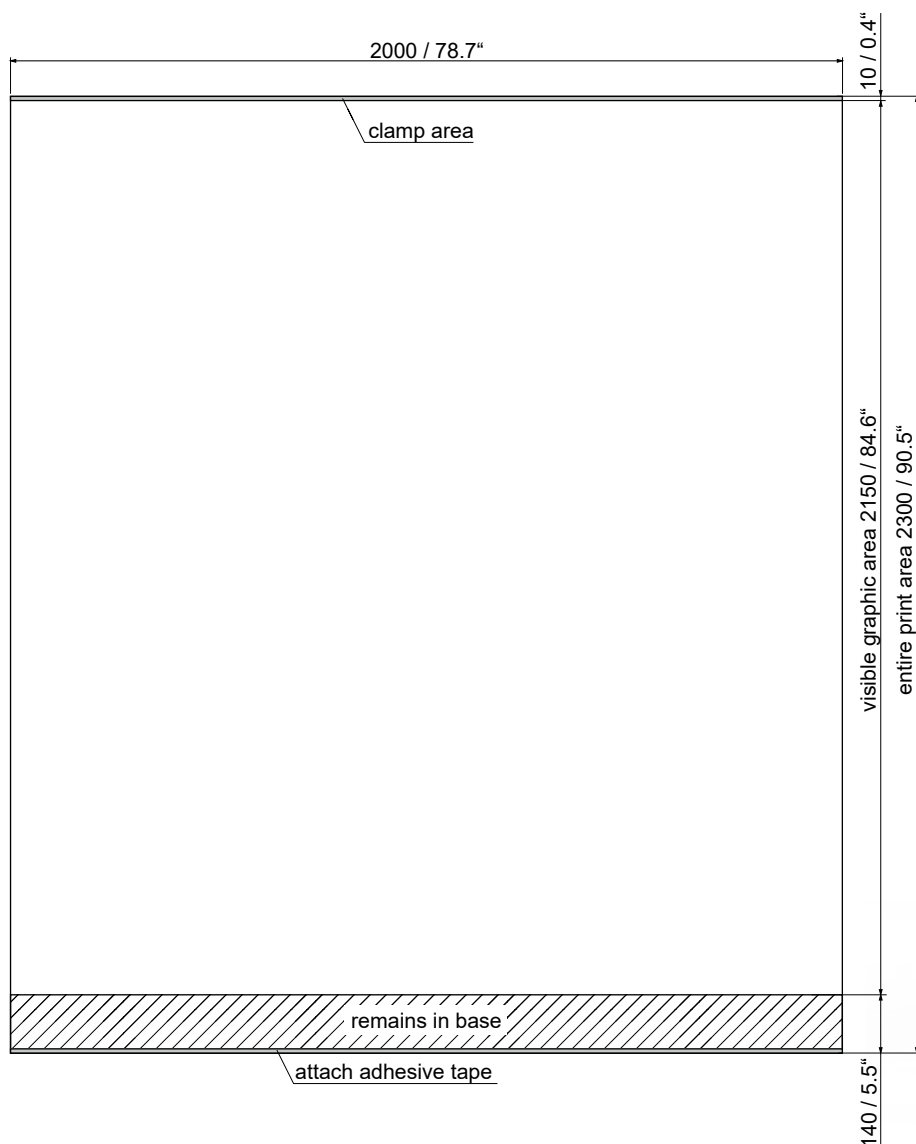 2000 / 78.7“
10 / 0.4“
clamp area
visible graphic area 2150 / 84.6“
entire print area 2300 / 90.5“
remains in base
attach adhesive tape
140 / 5.5“